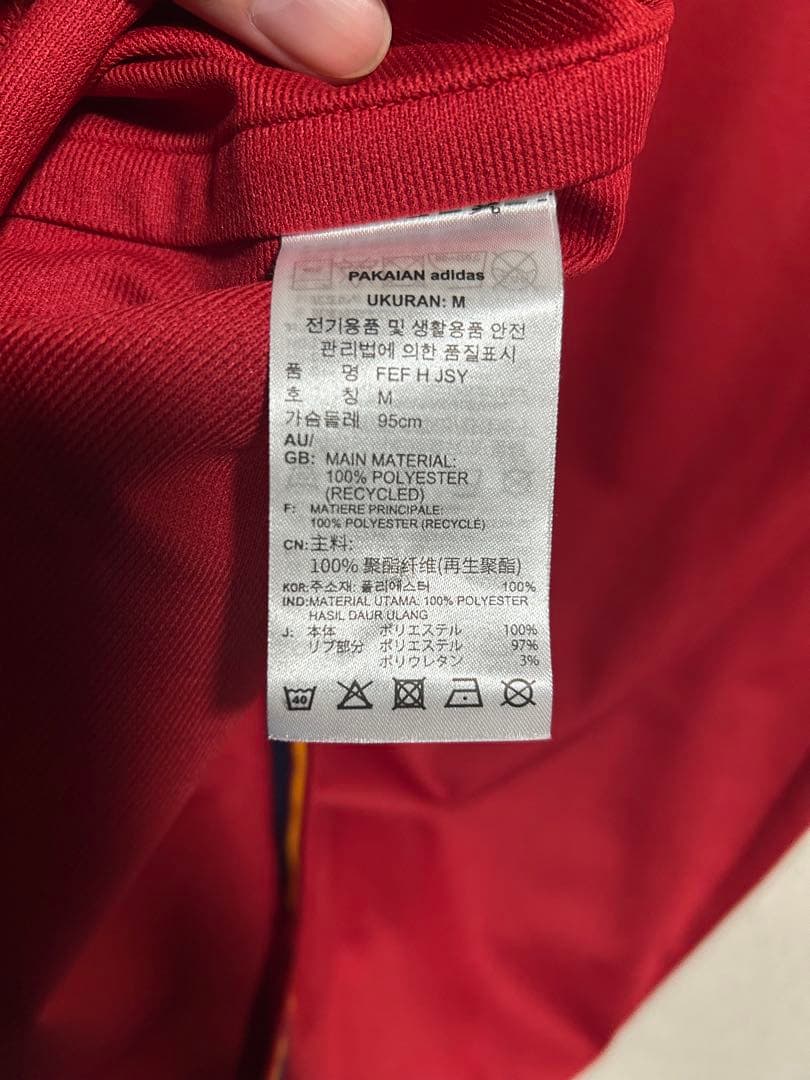 PAKAIAN adidas
UKURAN: M
전기용품 및 생활용품 안전
관리법에 의한 품질표시
품 명 FEF H JSY
호 칭 M
가슴둘레 95cm
AU/
GB: MAIN MATERIAL:
100% POLYESTER
(RECYCLED)
F: MATIERE PRINCIPALE:
100% POLYESTER (RECYCLÉ)
CN: 主料:
100% 聚酯纤维(再生聚酯)
KOR: 주소재: 폴리에스터 100%
IND: MATERIAL UTAMA: 100% POLYESTER
HASIL DAUR ULANG
J: 本体 ポリエステル 100%
リブ部分 ポリエステル 97%
ポリウレタン 3%
40